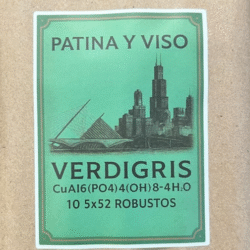 PATINA Y VISO
VERDIGRIS
CuAl6(PO4)4(OH)8-4H₂O
10 5x52 ROBUSTOS